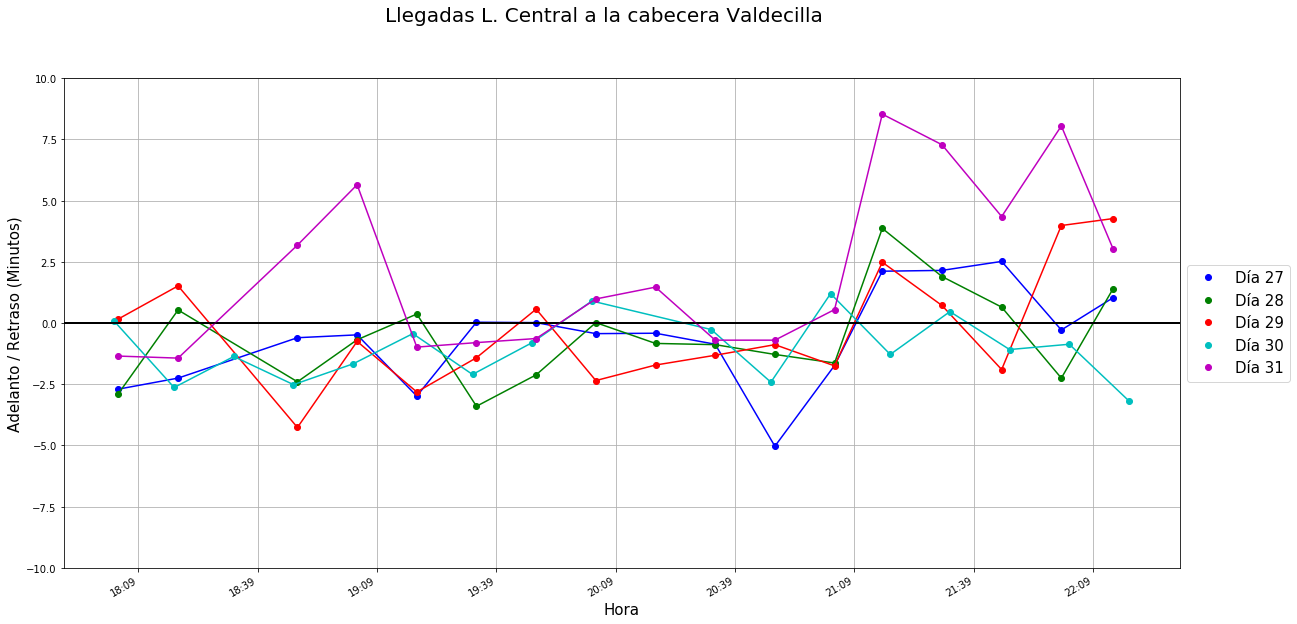 Llegadas L. Central a la cabecera Valdecilla
Adelanto / Retraso (Minutos)
10.0
7.5
5.0
2.5
0.0
−2.5
−5.0
−7.5
−10.0
18:09
18:39
19:09
19:39
20:09
20:39
21:09
21:39
22:09
Hora
Día 27
Día 28
Día 29
Día 30
Día 31